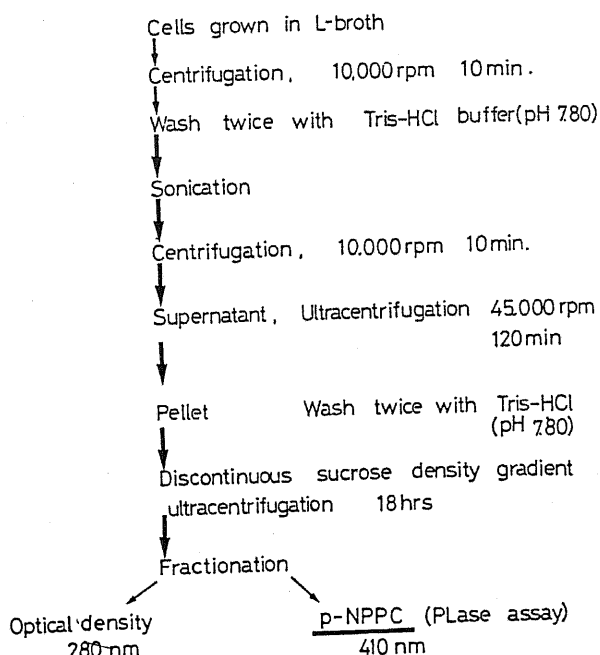 Cells grown in L-broth
Centrifugation, 10,000 rpm 10 min.
Wash twice with Tris-HCl buffer (pH 7.80)
Sonication
Centrifugation, 10.000 rpm 10 min.
Supernatant, Ultracentrifugation 45.000 rpm
120 min
Pellet Wash twice with Tris-HCl
(pH 7.80)
Discontinuous sucrose density gradient
ultracentrifugation 18 hrs
Fractionation
Optical density p-NPPC (PLase assay)
280 nm 410 nm